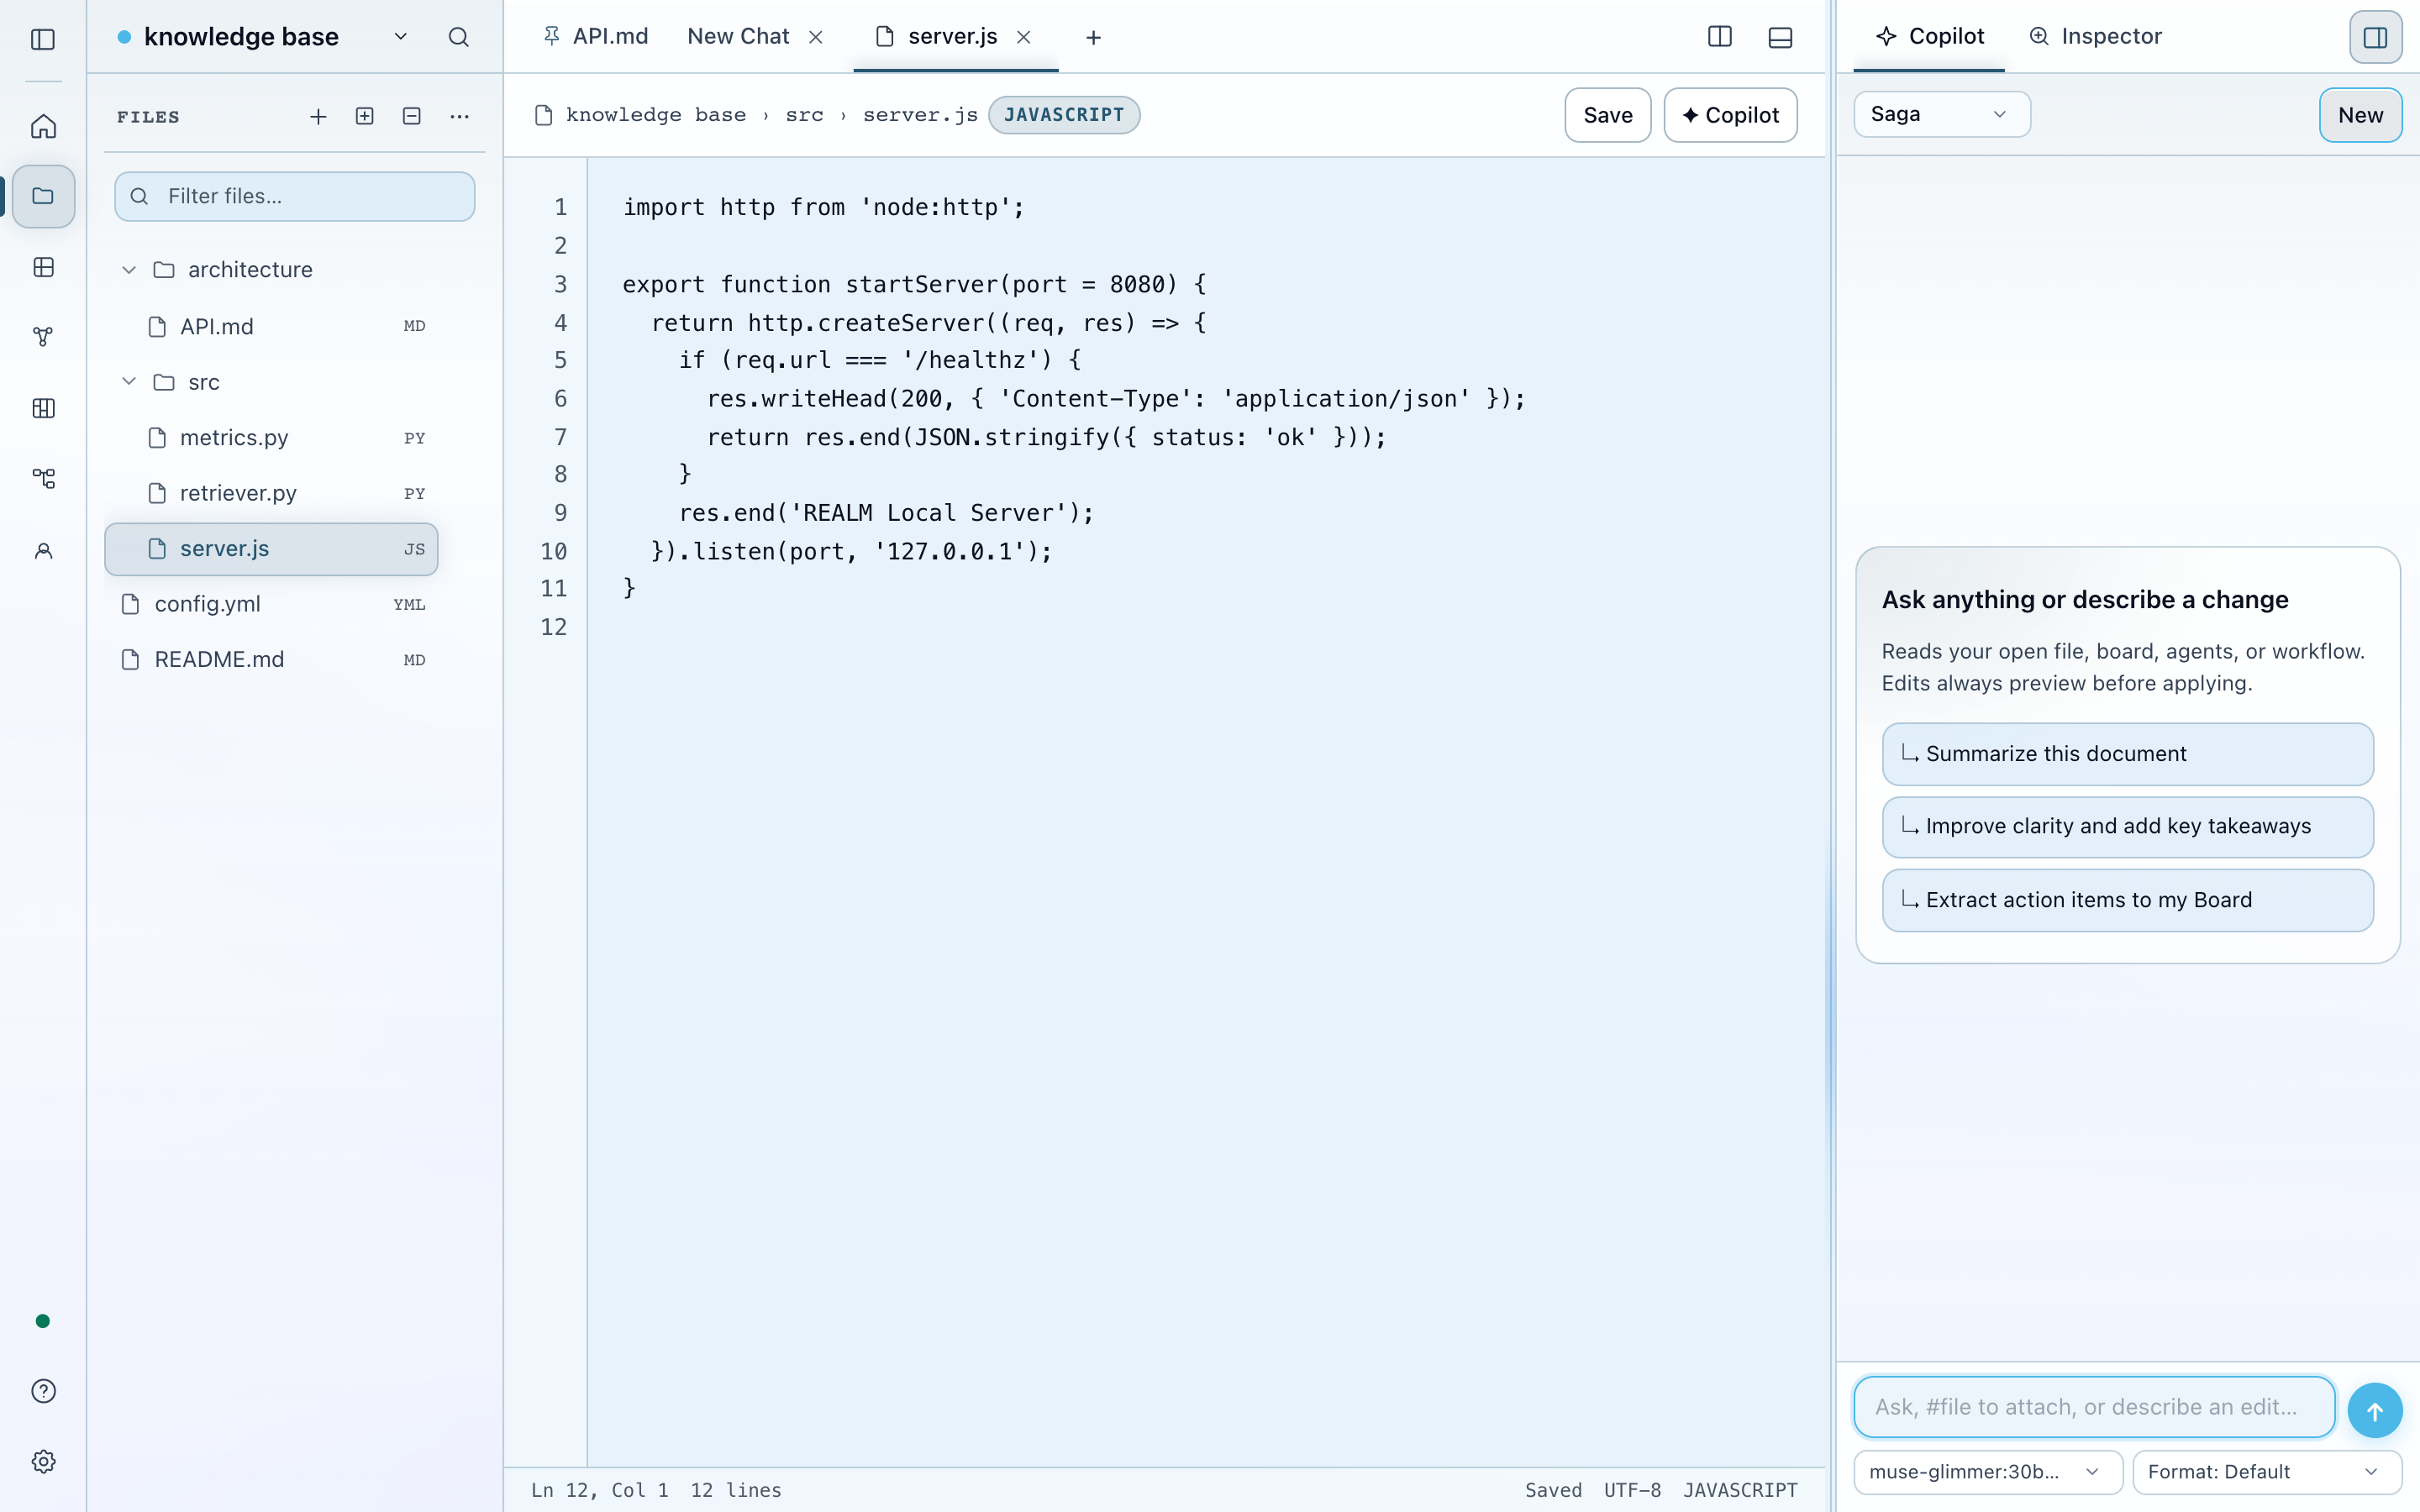 knowledge base
FILES
Filter files...
architecture
API.md MD
src
metrics.py PY
retriever.py PY
server.js JS
config.yml YML
README.md MD
API.md New Chat server.js
knowledge base › src › server.js JAVASCRIPT
Save ✦ Copilot
1 import http from 'node:http';
2
3 export function startServer(port = 8080) {
4   return http.createServer((req, res) => {
5     if (req.url === '/healthz') {
6       res.writeHead(200, { 'Content-Type': 'application/json' });
7       return res.end(JSON.stringify({ status: 'ok' }));
8     }
9     res.end('REALM Local Server');
10   }).listen(port, '127.0.0.1');
11 }
12
Ln 12, Col 1 12 lines
Saved UTF-8 JAVASCRIPT
Copilot Inspector
Saga New
Ask anything or describe a change
Reads your open file, board, agents, or workflow.
Edits always preview before applying.
Summarize this document
Improve clarity and add key takeaways
Extract action items to my Board
Ask, #file to attach, or describe an edit...
muse-glimmer:30b... Format: Default